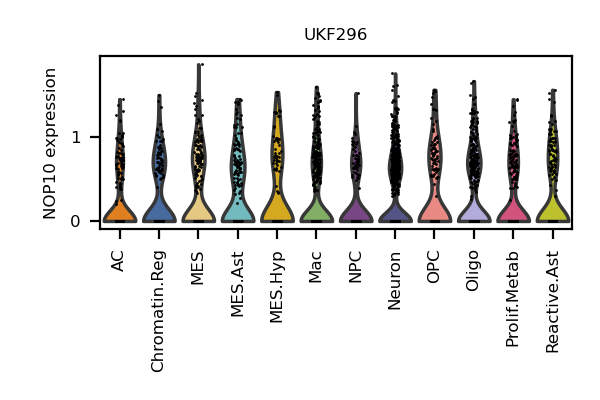 UKF296
NOP10 expression
1
0
AC
Chromatin.Reg
MES
MES.Ast
MES.Hyp
Mac
NPC
Neuron
OPC
Oligo
Prolif.Metab
Reactive.Ast